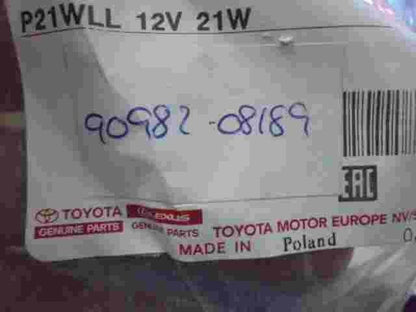 P21WLL 12V 21W
90982-08189
EAC
TOYOTA LEXUS
GENUINE PARTS GENUINE PARTS TOYOTA MOTOR EUROPE NV/S
MADE IN Poland